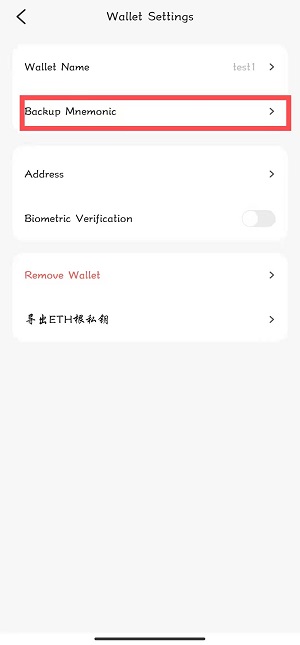 Wallet Settings
Wallet Name test1
Backup Mnemonic
Address
Biometric Verification
Remove Wallet
导出ETH根私钥